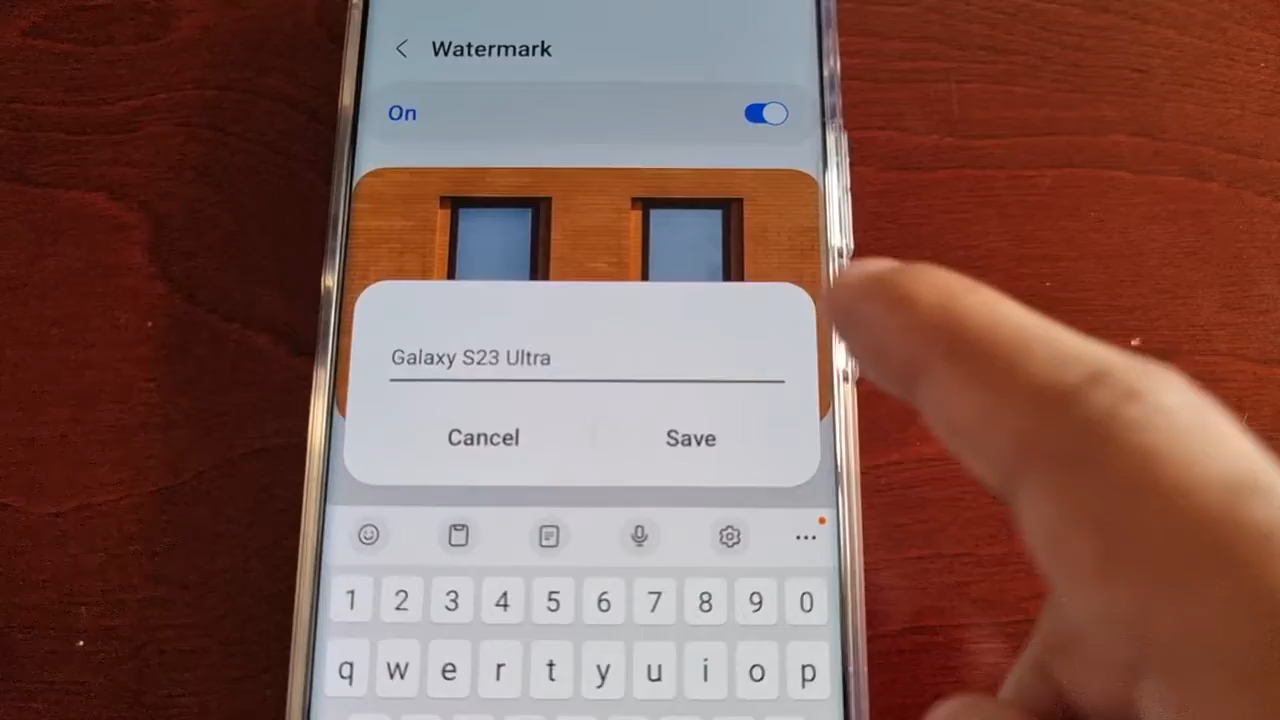 Watermark
On
Galaxy S23 Ultra
Cancel Save
1 2 3 4 5 6 7 8 9 0
q w e r t y u i o p